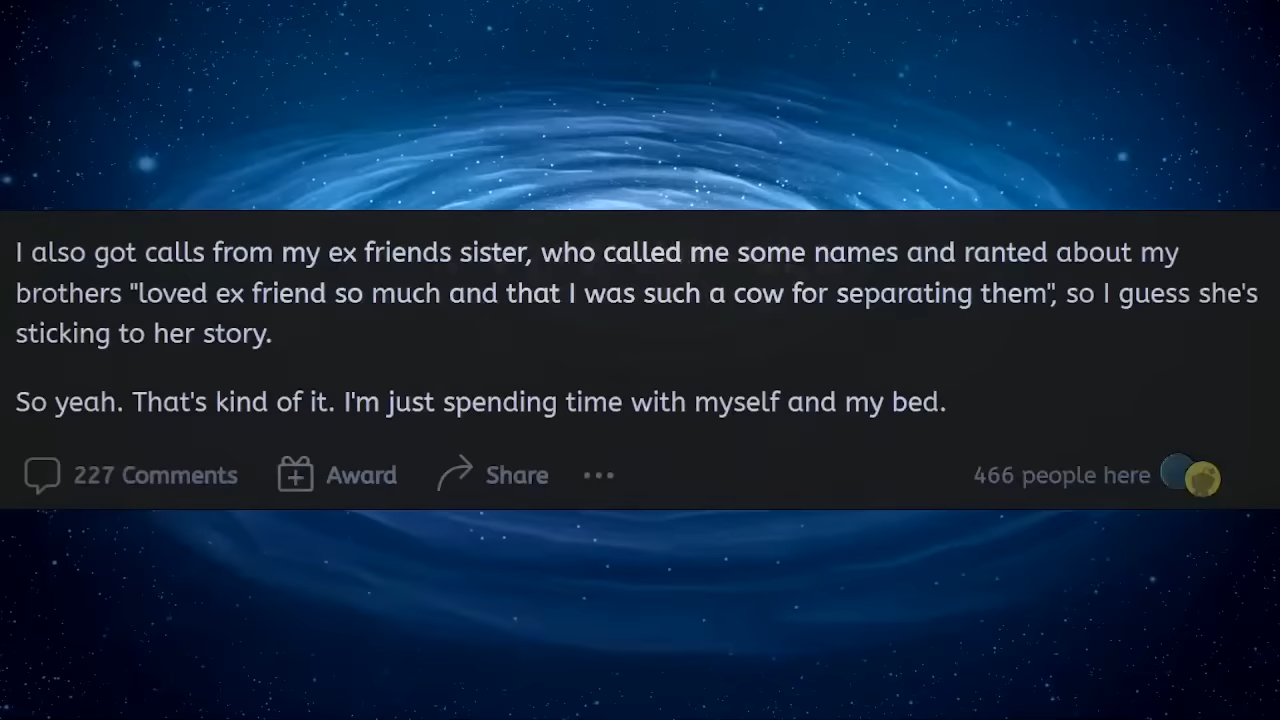 I also got calls from my ex friends sister, who called me some names and ranted about my
brothers "loved ex friend so much and that I was such a cow for separating them", so I guess she's
sticking to her story.
So yeah. That's kind of it. I'm just spending time with myself and my bed.
227 Comments Award Share ... 466 people here